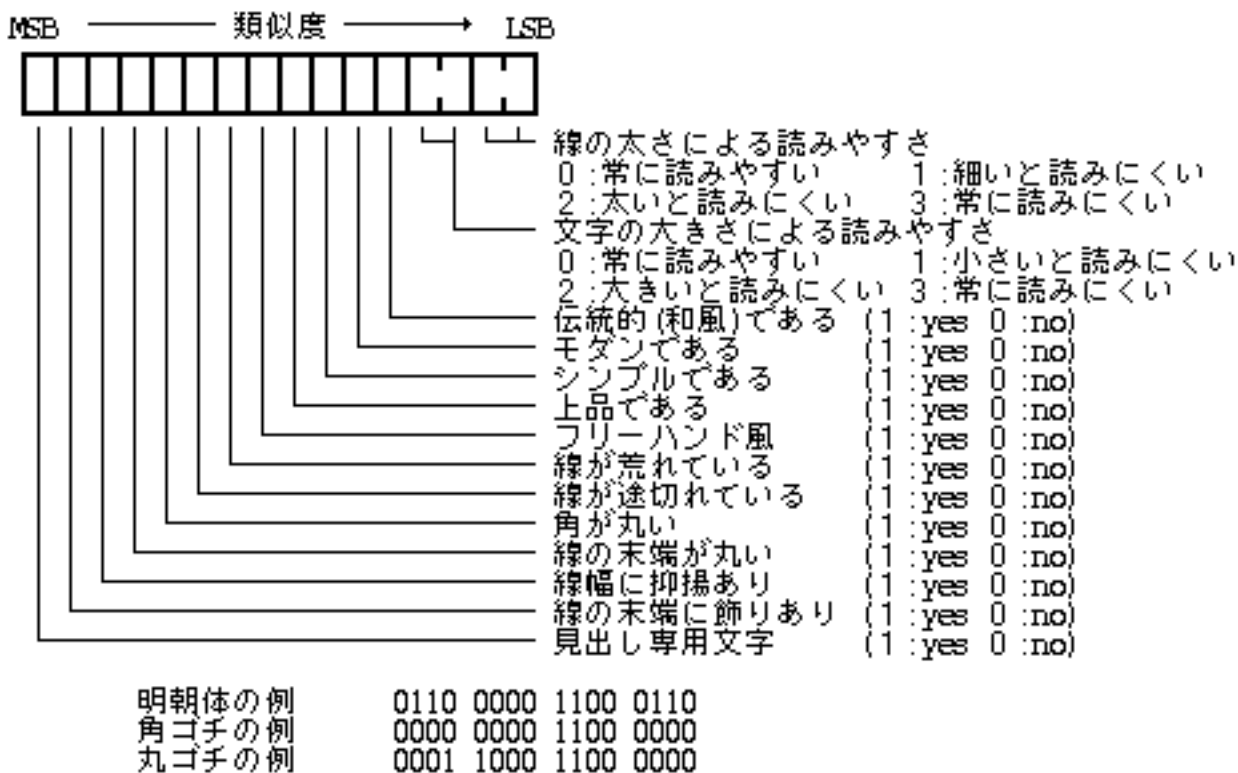 MSB 類似度 LSB
線の太さによる読みやすさ
0:常に読みやすい 1:細いと読みにくい
2:太いと読みにくい 3:常に読みにくい
文字の大きさによる読みやすさ
0:常に読みやすい 1:小さいと読みにくい
2:大きいと読みにくい 3:常に読みにくい
伝統的(和風)である (1:yes 0:no)
モダンである (1:yes 0:no)
シンプルである (1:yes 0:no)
上品である (1:yes 0:no)
フリーハンド風 (1:yes 0:no)
線が荒れている (1:yes 0:no)
線が途切れている (1:yes 0:no)
角が丸い (1:yes 0:no)
線の末端が丸い (1:yes 0:no)
線幅に抑揚あり (1:yes 0:no)
線の末端に飾りあり (1:yes 0:no)
見出し専用文字 (1:yes 0:no)
明朝体の例 0110 0000 1100 0110
角ゴチの例 0000 0000 1100 0000
丸ゴチの例 0001 1000 1100 0000